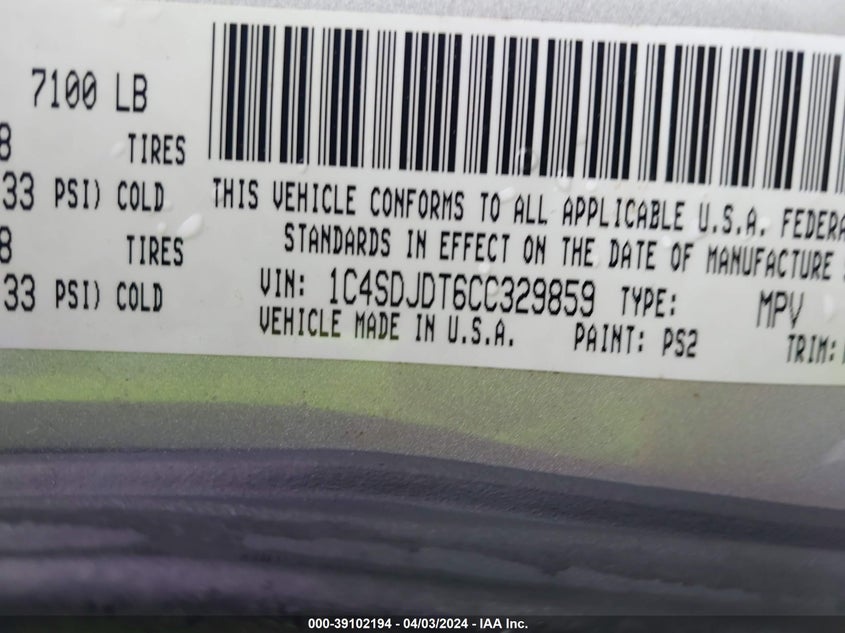 7100 LB
8 TIRES
33 PSI) COLD
8 TIRES
33 PSI) COLD
THIS VEHICLE CONFORMS TO ALL APPLICABLE U.S.A. FEDERA
STANDARDS IN EFFECT ON THE DATE OF MANUFACTURE
VIN: 1C4SDJDT6CC329859 TYPE: MPV
VEHICLE MADE IN U.S.A. PAINT: PS2 TRIM:
000-39102194 - 04/03/2024 - IAA Inc.